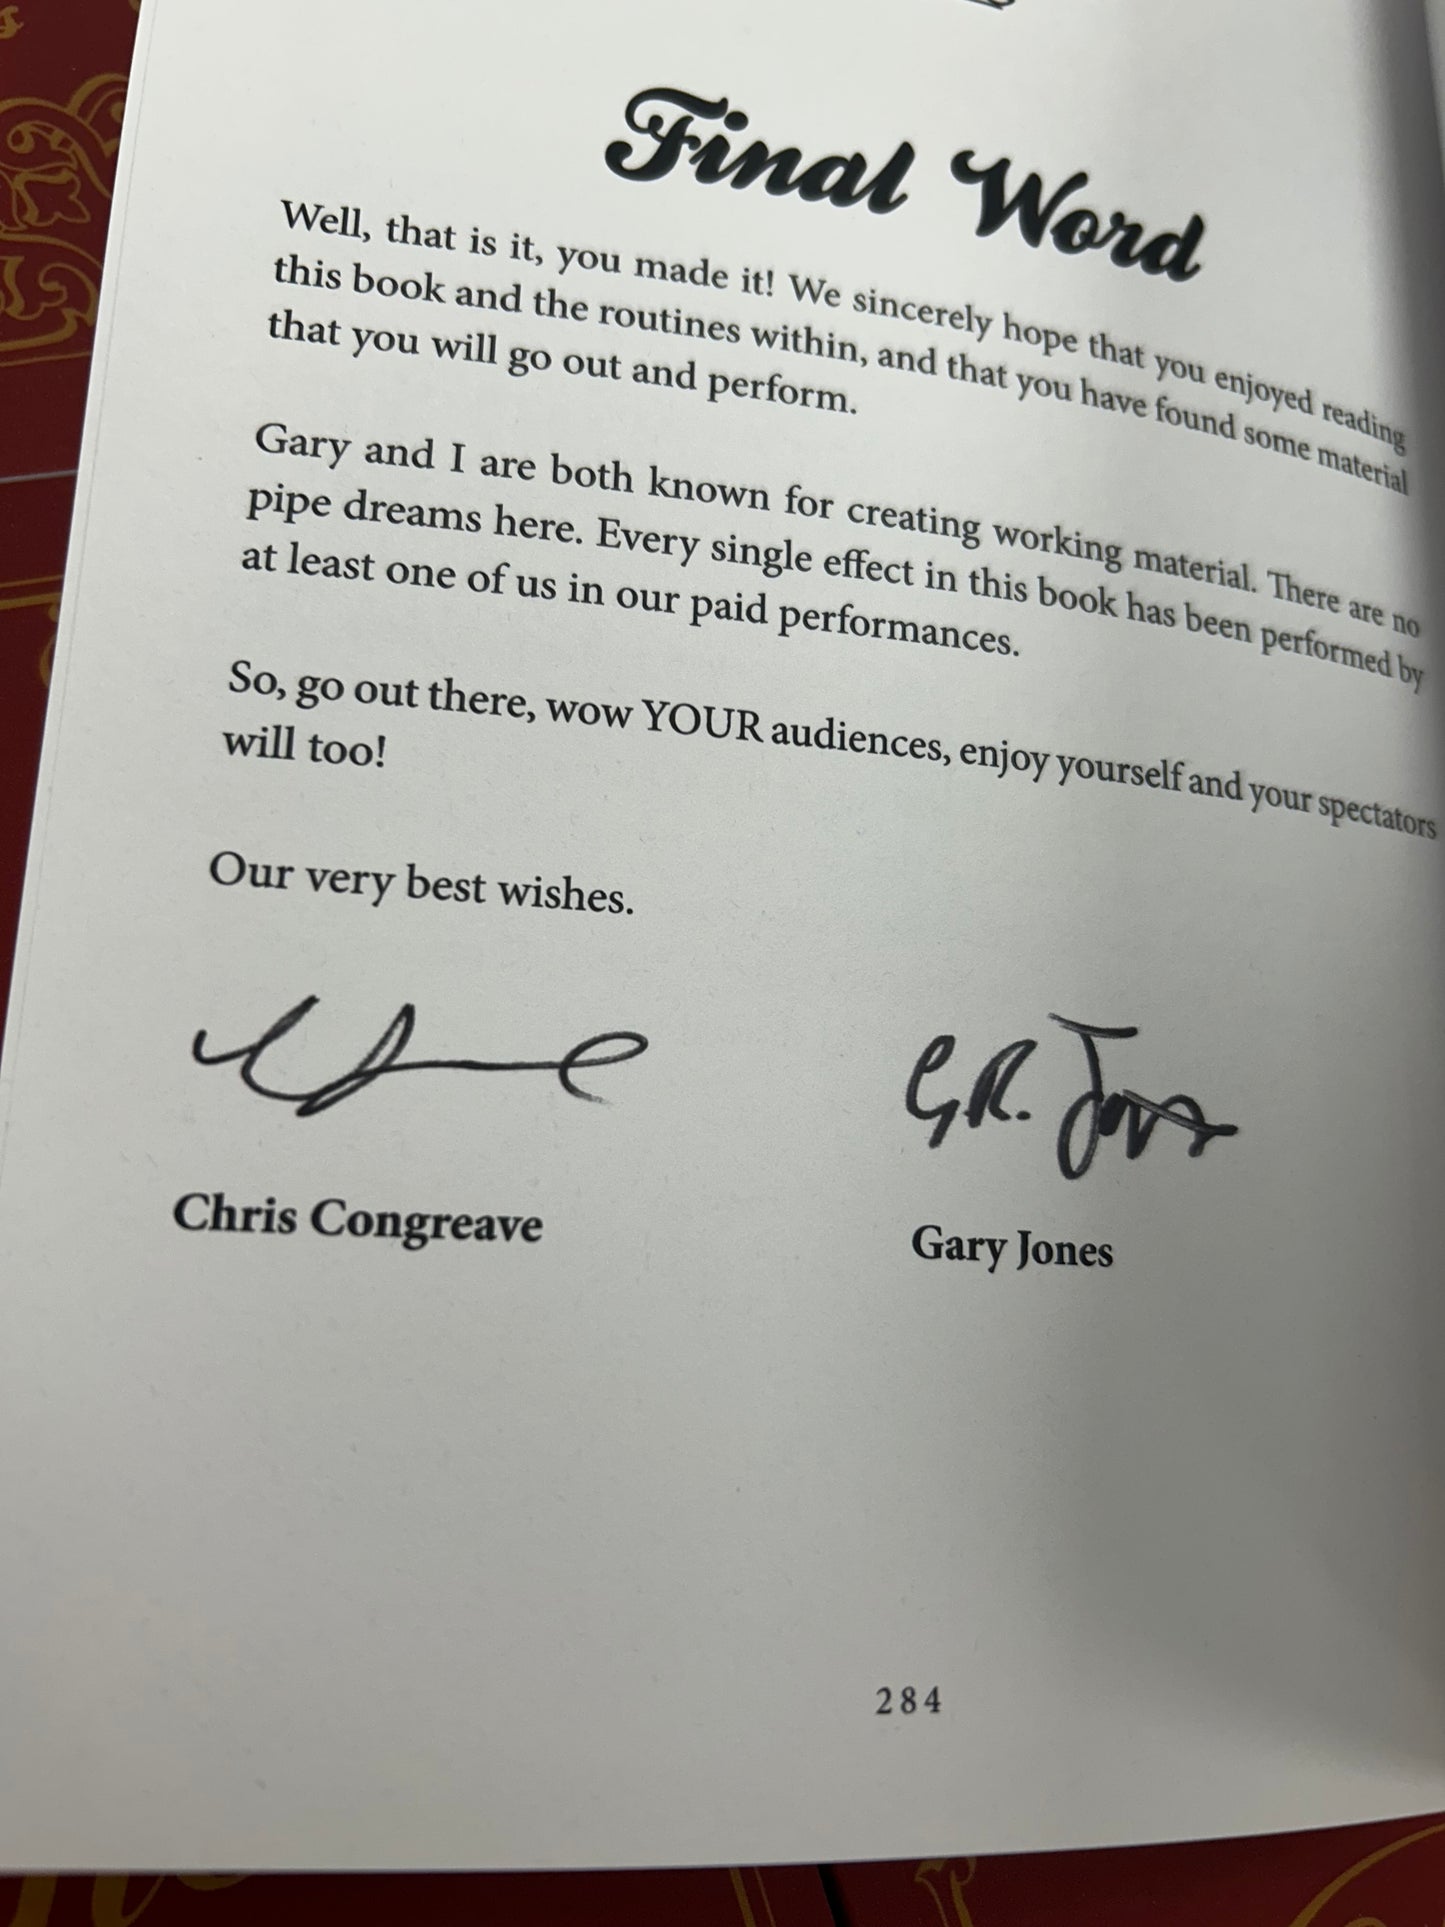 Final Word
Well, that is it, you made it! We sincerely hope that you enjoyed reading
this book and the routines within, and that you have found some material
that you will go out and perform.
Gary and I are both known for creating working material. There are no
pipe dreams here. Every single effect in this book has been performed by
at least one of us in our paid performances.
So, go out there, wow YOUR audiences, enjoy yourself and your spectators
will too!
Our very best wishes.
G.R. Jones
Chris Congreave
Gary Jones
284